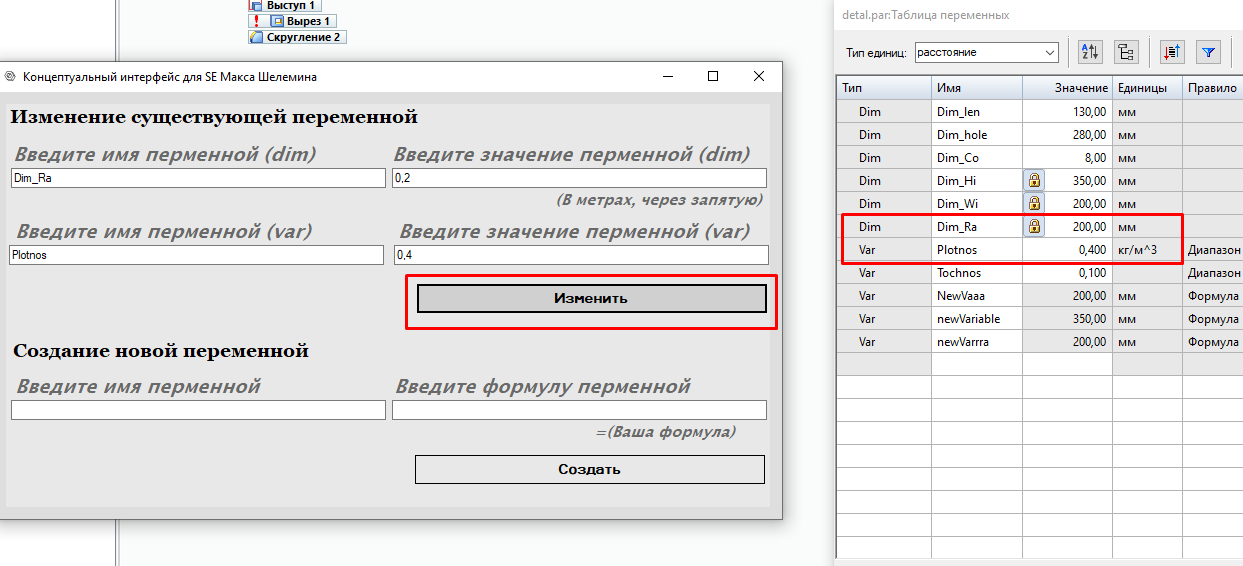 Выступ 1
Вырез 1
Скругление 2
Концептуальный интерфейс для SE Макса Шелемина
Изменение существующей переменной
Введите имя перменной (dim) Введите значение перменной (dim)
Dim_Ra 0,2
(В метрах, через запятую)
Введите имя перменной (var) Введите значение перменной (var)
Plotnos 0,4
Изменить
Создание новой переменной
Введите имя перменной Введите формулу перменной
=(Ваша формула)
Создать
detal.par:Таблица переменных
Тип единиц: расстояние
Тип Имя Значение Единицы Правило
Dim Dim_len 130,00 мм
Dim Dim_hole 280,00 мм
Dim Dim_Co 8,00 мм
Dim Dim_Hi 350,00 мм
Dim Dim_Wi 200,00 мм
Dim Dim_Ra 200,00 мм
Var Plotnos 0,400 кг/м^3 Диапазон
Var Tochnos 0,100 Диапазон
Var NewVaaa 200,00 мм Формула
Var newVariable 350,00 мм Формула
Var newVarrra 200,00 мм Формула